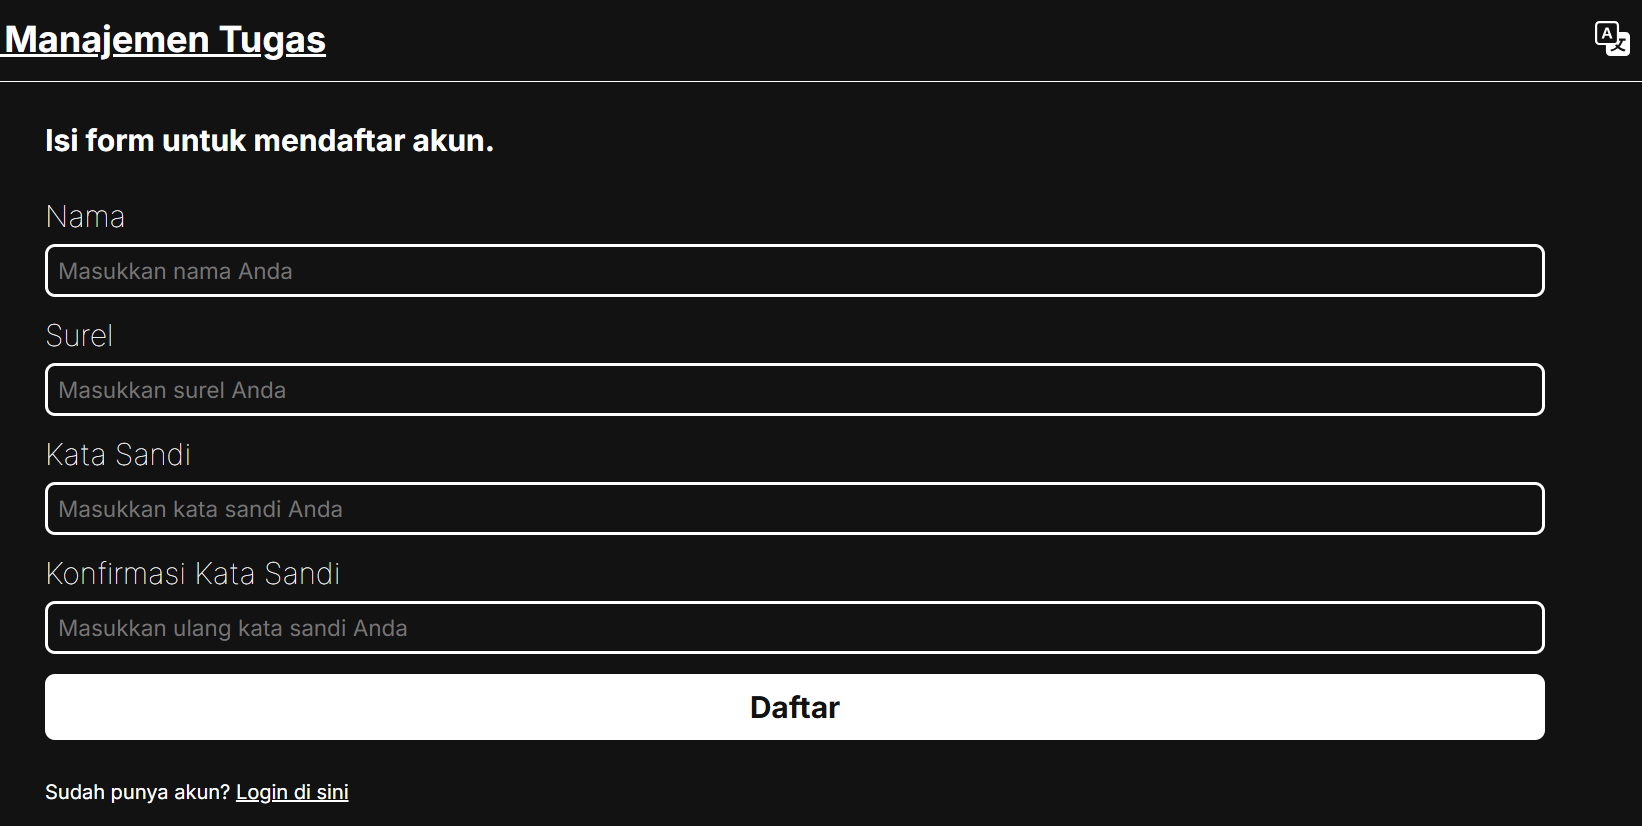 Manajemen Tugas
A 文
Isi form untuk mendaftar akun.
Nama
Masukkan nama Anda
Surel
Masukkan surel Anda
Kata Sandi
Masukkan kata sandi Anda
Konfirmasi Kata Sandi
Masukkan ulang kata sandi Anda
Daftar
Sudah punya akun? Login di sini